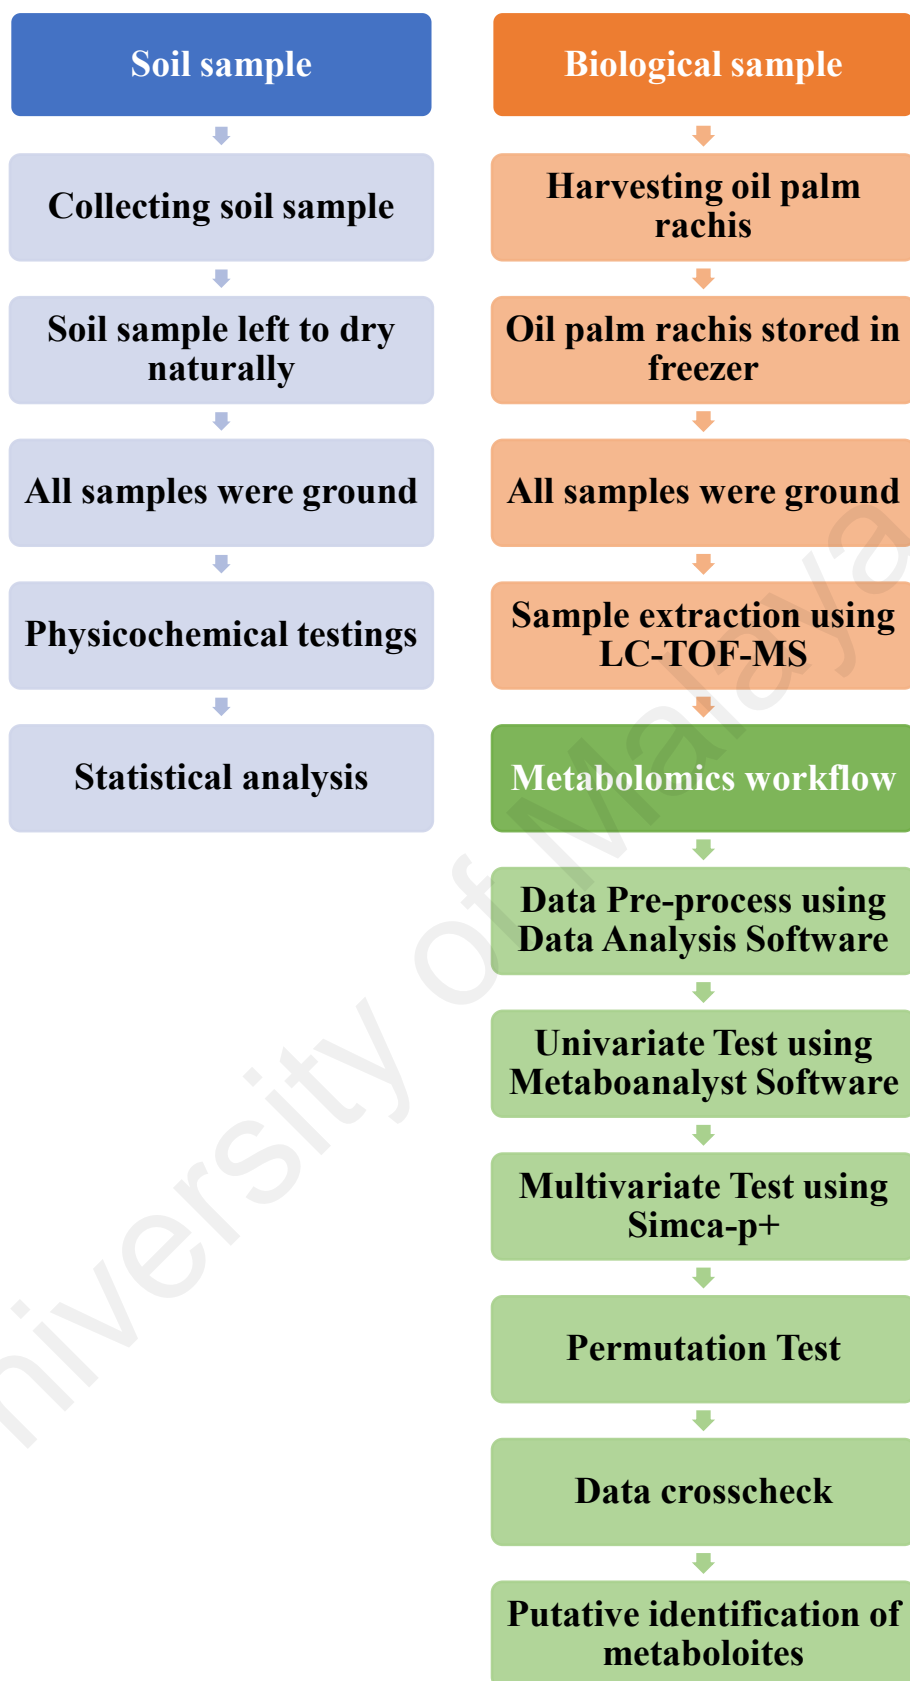 Soil sample
Collecting soil sample
Soil sample left to dry
naturally
All samples were ground
Physicochemical testings
Statistical analysis
Biological sample
Harvesting oil palm
rachis
Oil palm rachis stored in
freezer
All samples were ground
Sample extraction using
LC-TOF-MS
Metabolomics workflow
Data Pre-process using
Data Analysis Software
Univariate Test using
Metaboanalyst Software
Multivariate Test using
Simca-p+
Permutation Test
Data crosscheck
Putative identification of
metaboloites
niversity of Malaya